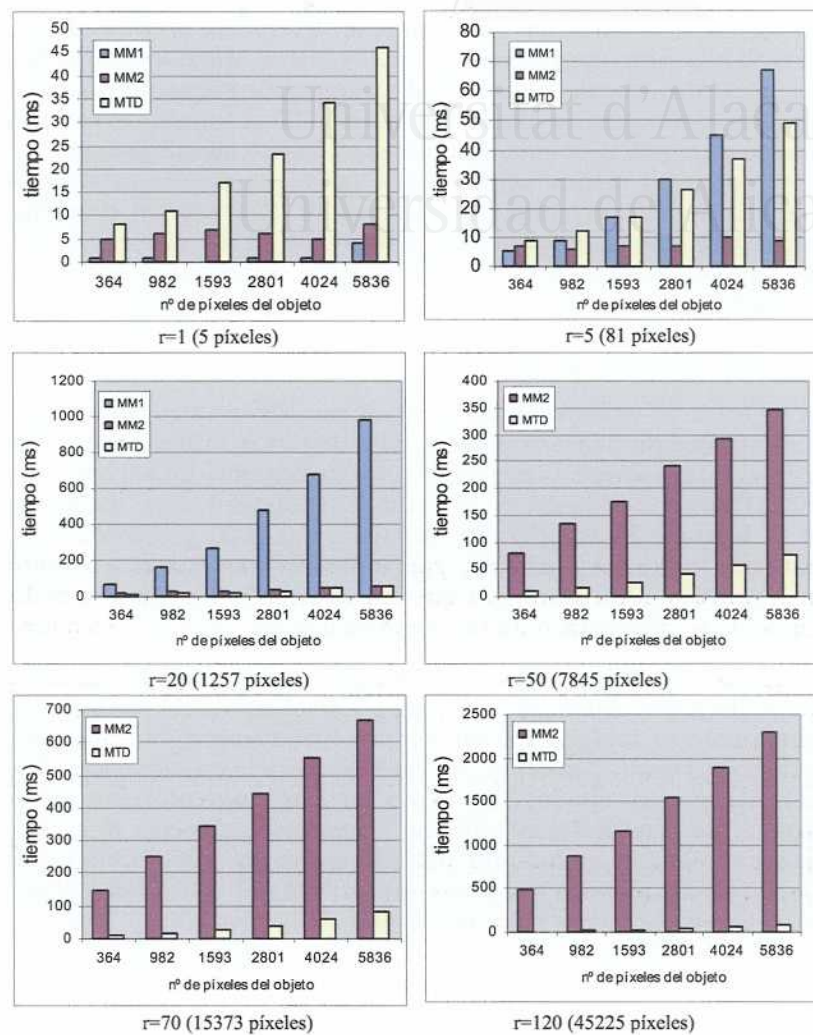 Universitat d'Alaca
Universidad de Alica
50
45
40
35
30
25
20
15
10
5
0
tiempo (ms)
MM1
MM2
MTD
364 982 1593 2801 4024 5836
nº de píxeles del objeto
r=1 (5 píxeles)
80
70
60
50
40
30
20
10
0
tiempo (ms)
MM1
MM2
MTD
364 982 1593 2801 4024 5836
nº de píxeles del objeto
r=5 (81 píxeles)
1200
1000
800
600
400
200
0
tiempo (ms)
MM1
MM2
MTD
364 982 1593 2801 4024 5836
nº de píxeles del objeto
r=20 (1257 píxeles)
400
350
300
250
200
150
100
50
0
tiempo (ms)
MM2
MTD
364 982 1593 2801 4024 5836
nº de píxeles del objeto
r=50 (7845 píxeles)
700
600
500
400
300
200
100
0
tiempo (ms)
MM2
MTD
364 982 1593 2801 4024 5836
nº de píxeles del objeto
r=70 (15373 píxeles)
2500
2000
1500
1000
500
0
tiempo (ms)
MM2
MTD
364 982 1593 2801 4024 5836
nº de píxeles del objeto
r=120 (45225 píxeles)